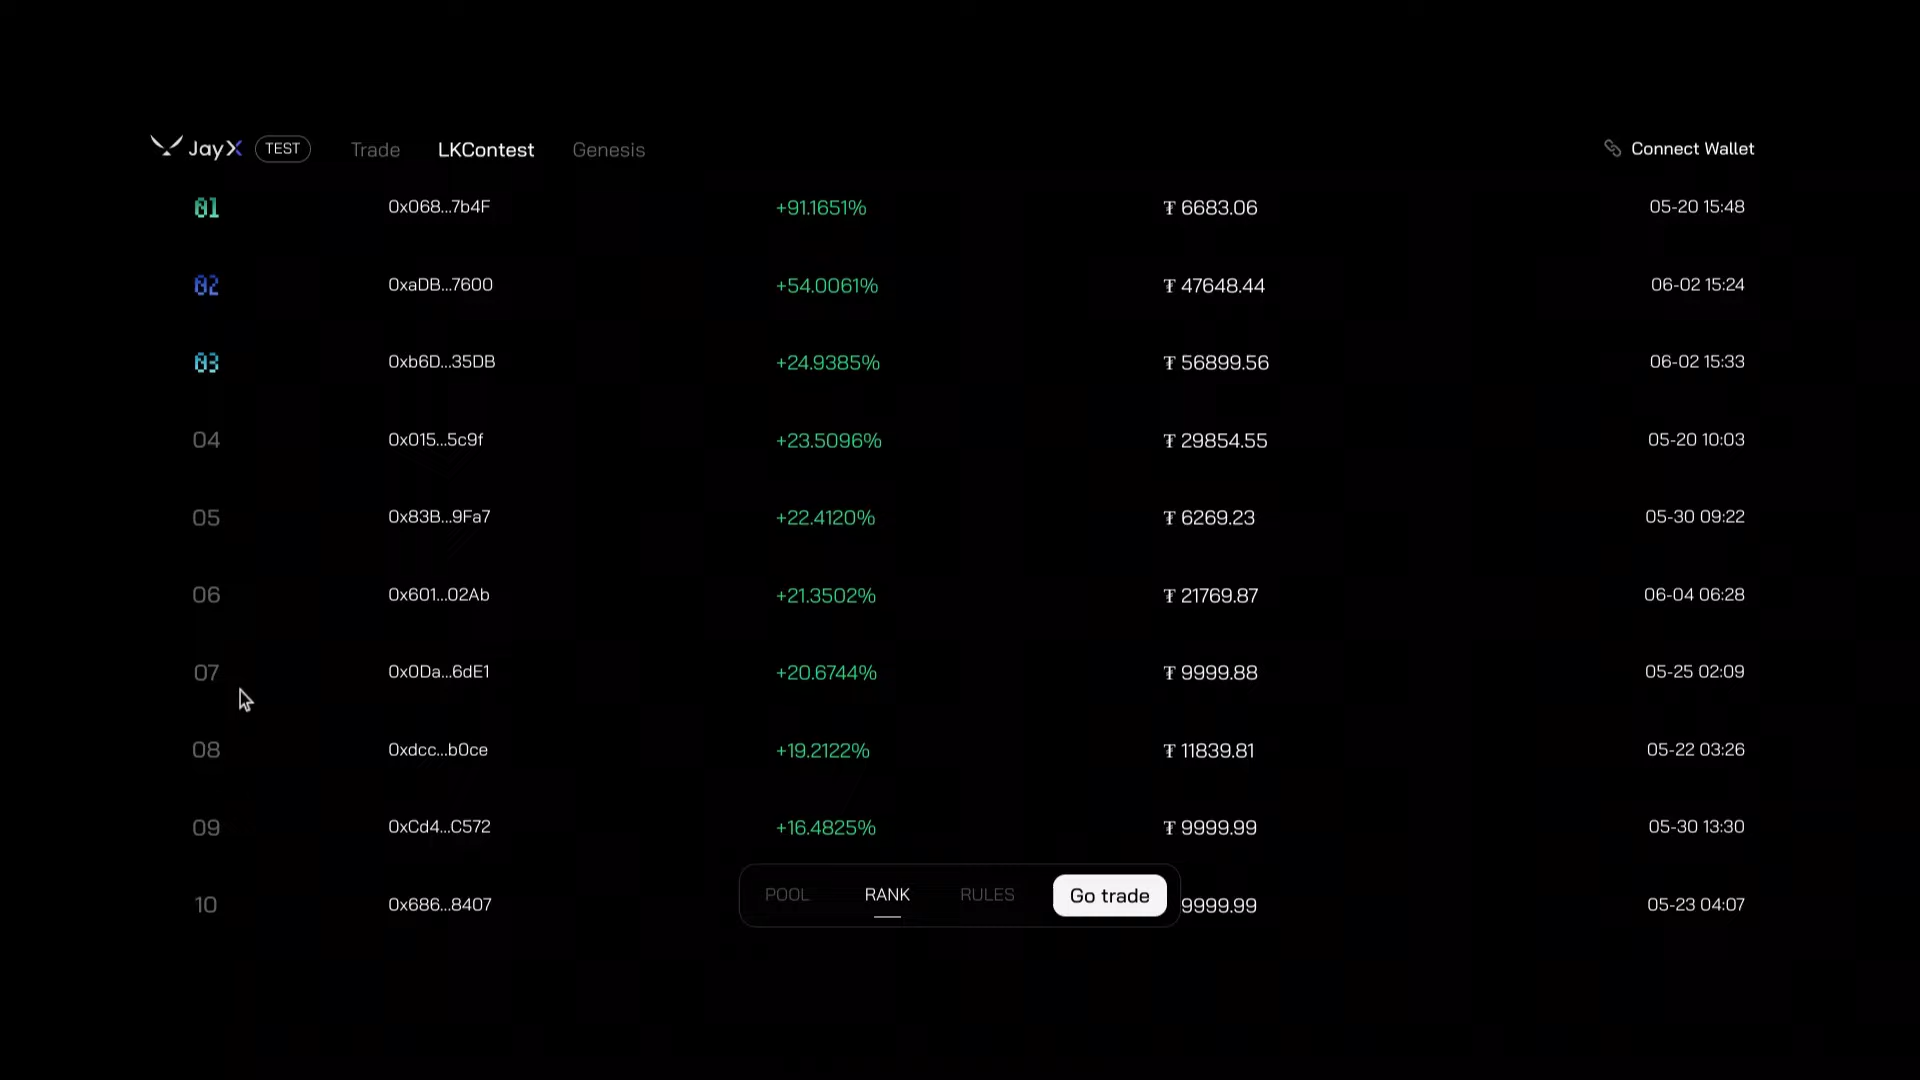 JayX TEST Trade LKContest Genesis Connect Wallet
01 0x068...7b4F +91.1651% ₮ 6683.06 05-20 15:48
02 0xaDB...7600 +54.0061% ₮ 47648.44 06-02 15:24
03 0xb6D...35DB +24.9385% ₮ 56899.56 06-02 15:33
04 0x015...5c9f +23.5096% ₮ 29854.55 05-20 10:03
05 0x83B...9Fa7 +22.4120% ₮ 6269.23 05-30 09:22
06 0x601...02Ab +21.3502% ₮ 21769.87 06-04 06:28
07 0x0Da...6dE1 +20.6744% ₮ 9999.88 05-25 02:09
08 0xdcc...b0ce +19.2122% ₮ 11839.81 05-22 03:26
09 0xCd4...C572 +16.4825% ₮ 9999.99 05-30 13:30
10 0x686...8407 9999.99 05-23 04:07
POOL RANK RULES Go trade